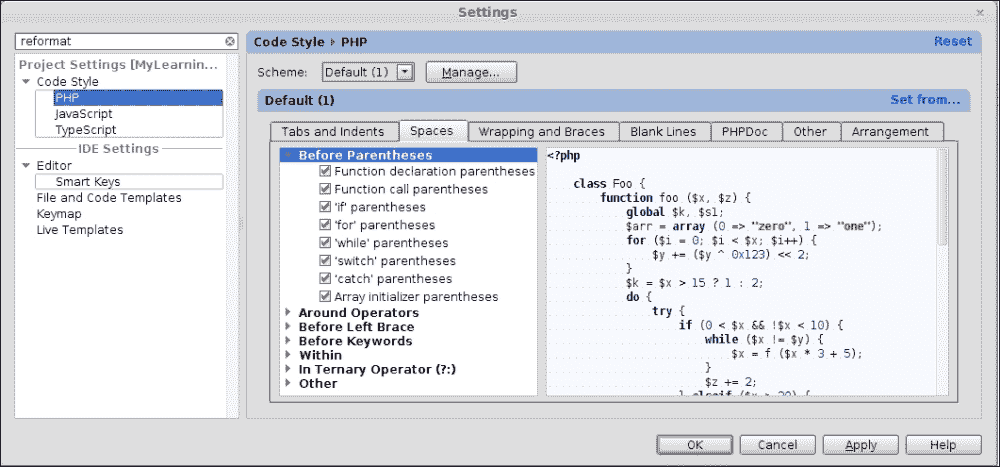 Settings
reformat
Project Settings [MyLearnin...
Code Style
PHP
JavaScript
TypeScript
IDE Settings
Editor
Smart Keys
File and Code Templates
Keymap
Live Templates
Code Style › PHP
Reset
Scheme:
Default (1)
Manage...
Default (1)
Set from...
Tabs and Indents
Spaces
Wrapping and Braces
Blank Lines
PHPDoc
Other
Arrangement
Before Parentheses
Function declaration parentheses
Function call parentheses
'if' parentheses
'for' parentheses
'while' parentheses
'switch' parentheses
'catch' parentheses
Array initializer parentheses
Around Operators
Before Left Brace
Before Keywords
Within
In Ternary Operator (?:)
Other
<?php
class Foo {
function foo ($x, $z) {
global $k, $s1;
$arr = array (0 => "zero", 1 => "one");
for ($i = 0; $i < $x; $i++) {
$y += ($y ^ 0x123) << 2;
}
$k = $x > 15 ? 1 : 2;
do {
try {
if (0 < $x && !$x < 10) {
while ($x != $y) {
$x = f ($x * 3 + 5);
}
$z += 2;
} elseif ($x > 20) {
OK
Cancel
Apply
Help